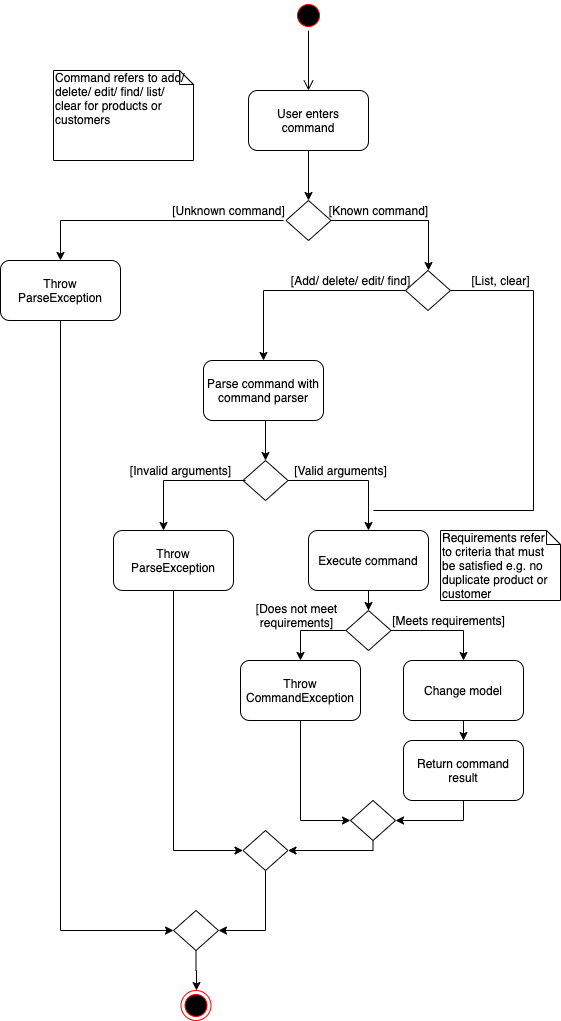 Command refers to add/
delete/ edit/ find/ list/
clear for products or
customers
User enters
command
[Unknown command]
[Known command]
Throw
ParseException
[Add/ delete/ edit/ find]
[List, clear]
Parse command with
command parser
[Invalid arguments]
[Valid arguments]
Throw
ParseException
Execute command
Requirements refer
to criteria that must
be satisfied e.g. no
duplicate product or
customer
[Does not meet
requirements]
[Meets requirements]
Throw
CommandException
Change model
Return command
result